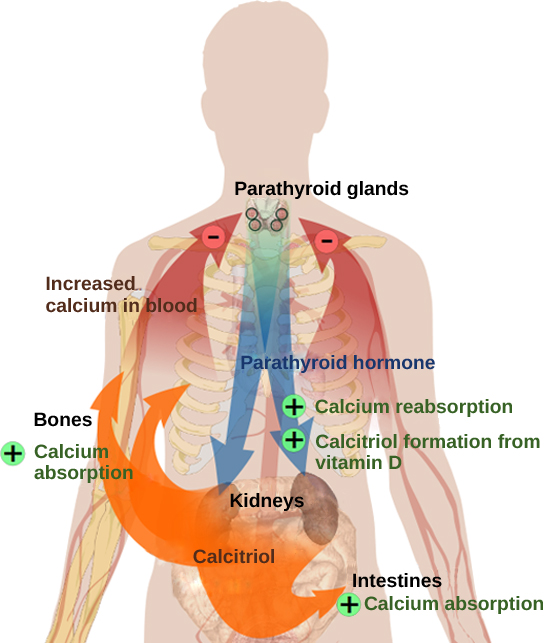 Parathyroid glands
−
−
Increased
calcium in blood
Parathyroid hormone
+ Calcium reabsorption
Bones
+ Calcitriol formation from
vitamin D
+ Calcium
absorption
Kidneys
Calcitriol
Intestines
+ Calcium absorption